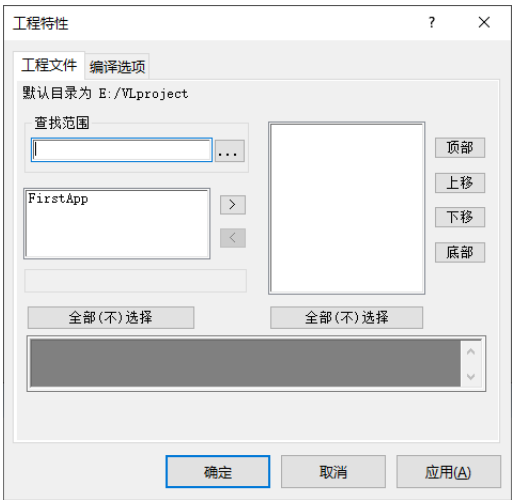 工程特性
工程文件 编译选项
默认目录为 E:/VLproject
查找范围
...
顶部
FirstApp
>
上移
<
下移
底部
全部(不)选择 全部(不)选择
确定 取消 应用(A)